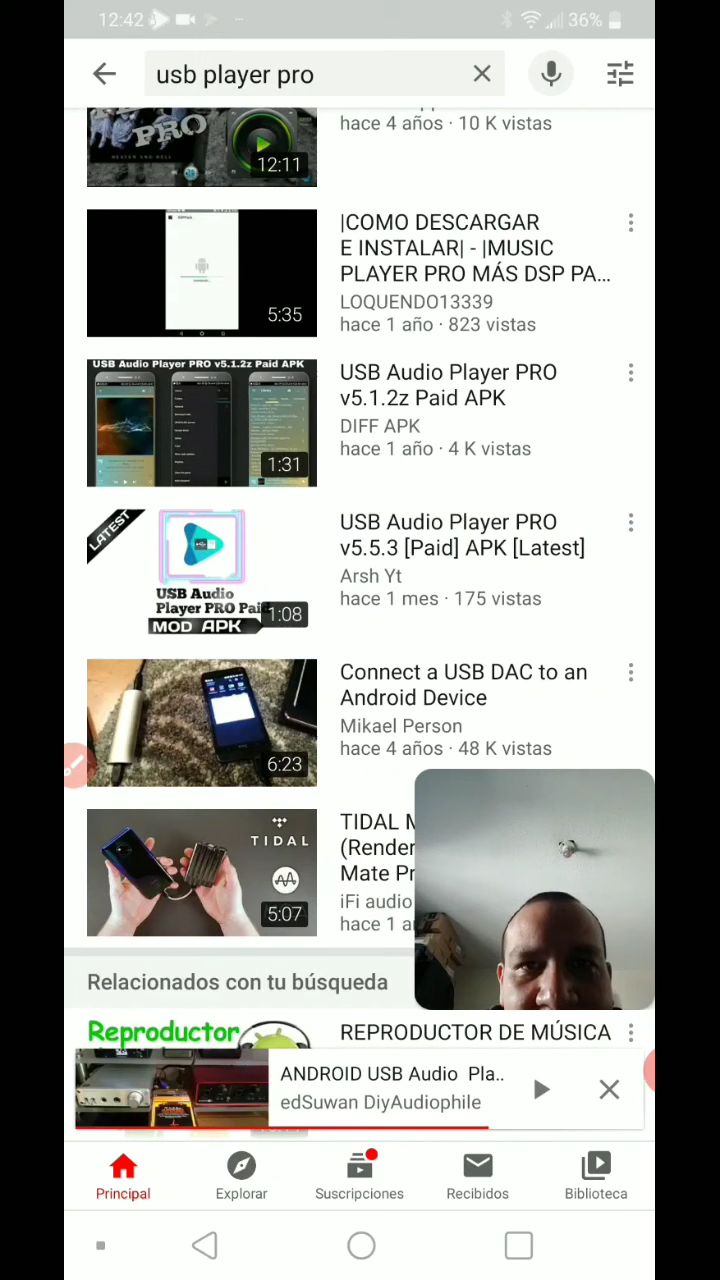 12:42
36%
usb player pro
PRO
12:11
hace 4 años · 10 K vistas
5:35
|COMO DESCARGAR
E INSTALAR| - |MUSIC
PLAYER PRO MÁS DSP PA...
LOQUENDO13339
hace 1 año · 823 vistas
USB Audio Player PRO v5.1.2z Paid APK
1:31
USB Audio Player PRO
v5.1.2z Paid APK
DIFF APK
hace 1 año · 4 K vistas
LATEST
USB Audio
Player PRO Paid
MOD APK
1:08
USB Audio Player PRO
v5.5.3 [Paid] APK [Latest]
Arsh Yt
hace 1 mes · 175 vistas
6:23
Connect a USB DAC to an
Android Device
Mikael Person
hace 4 años · 48 K vistas
TIDAL
5:07
TIDAL M
(Render
Mate Pr
iFi audio
hace 1 a
Relacionados con tu búsqueda
Reproductor
REPRODUCTOR DE MÚSICA
ANDROID USB Audio Pla..
edSuwan DiyAudiophile
Principal
Explorar
Suscripciones
Recibidos
Biblioteca